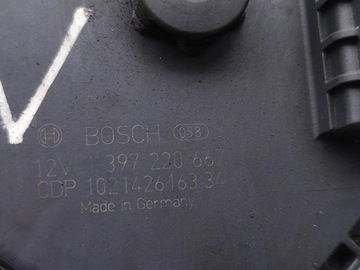 V
BOSCH 058
12V 397 220 667
CDP 1021426163.34
Made in Germany